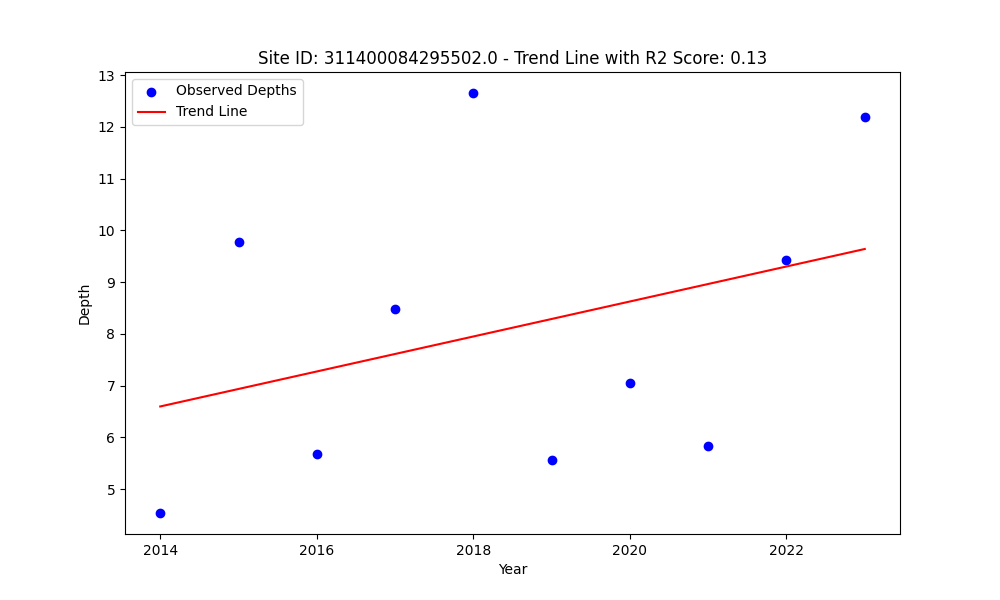 Site ID: 311400084295502.0 - Trend Line with R2 Score: 0.13
Observed Depths
Trend Line
13
12
11
10
9
8
7
6
5
Depth
2014
2016
2018
2020
2022
Year